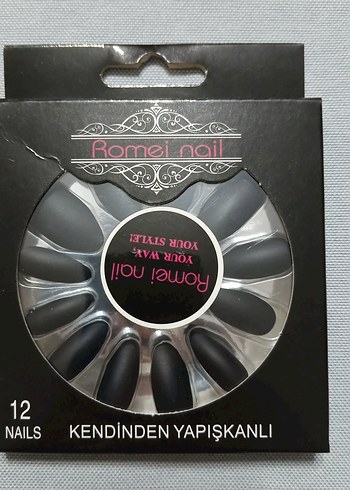 Romei nail
YOUR WAY,
YOUR STYLE!
Romei nail
12
NAILS
KENDİNDEN YAPIŞKANLI